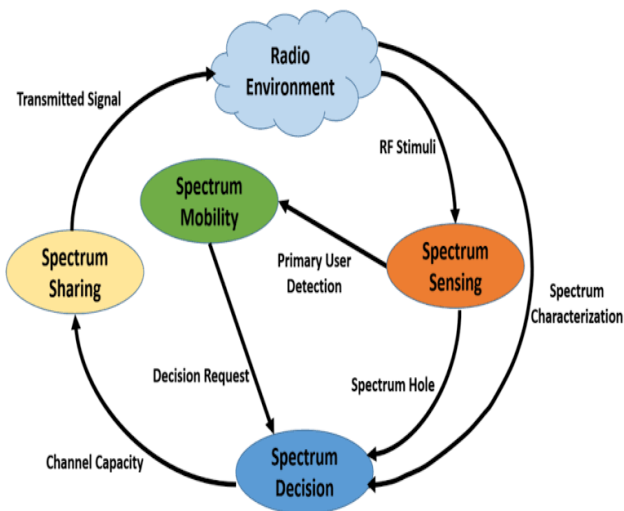 Radio
Environment
Transmitted Signal
RF Stimuli
Spectrum
Mobility
Spectrum
Sensing
Primary User
Detection
Spectrum
Sharing
Spectrum
Characterization
Decision Request
Spectrum Hole
Channel Capacity
Spectrum
Decision